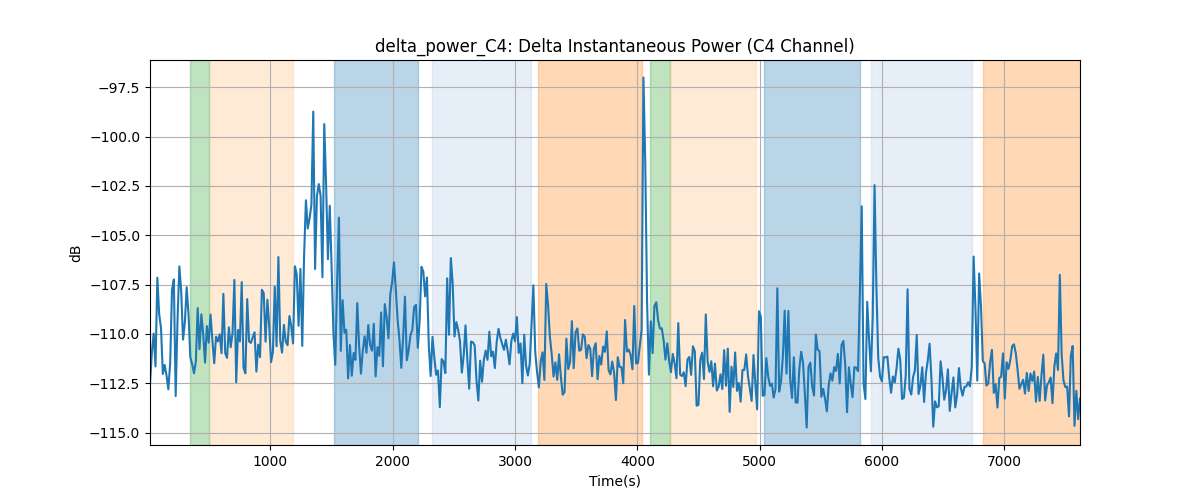 delta_power_C4: Delta Instantaneous Power (C4 Channel)
dB
−97.5
−100.0
−102.5
−105.0
−107.5
−110.0
−112.5
−115.0
1000 2000 3000 4000 5000 6000 7000
Time(s)